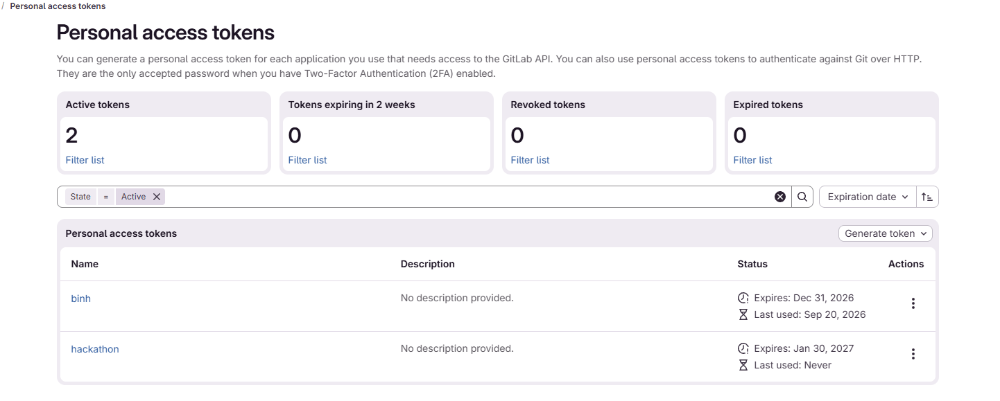 / Personal access tokens
Personal access tokens
You can generate a personal access token for each application you use that needs access to the GitLab API. You can also use personal access tokens to authenticate against Git over HTTP.
They are the only accepted password when you have Two-Factor Authentication (2FA) enabled.
Active tokens
2
Filter list
Tokens expiring in 2 weeks
0
Filter list
Revoked tokens
0
Filter list
Expired tokens
0
Filter list
State = Active
Expiration date
Personal access tokens
Generate token
Name Description Status Actions
binh No description provided. Expires: Dec 31, 2026
Last used: Sep 20, 2026
hackathon No description provided. Expires: Jan 30, 2027
Last used: Never